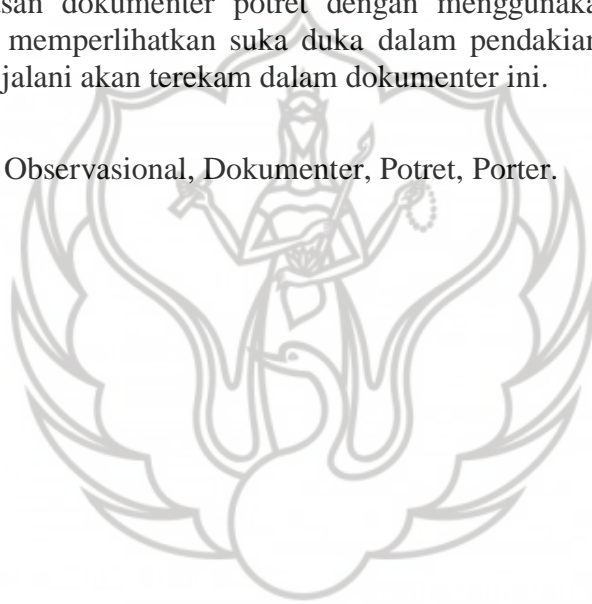 san dokumenter potret dengan menggunaka
memperlihatkan suka duka dalam pendakian
jalani akan terekam dalam dokumenter ini.
Observasional, Dokumenter, Potret, Porter.